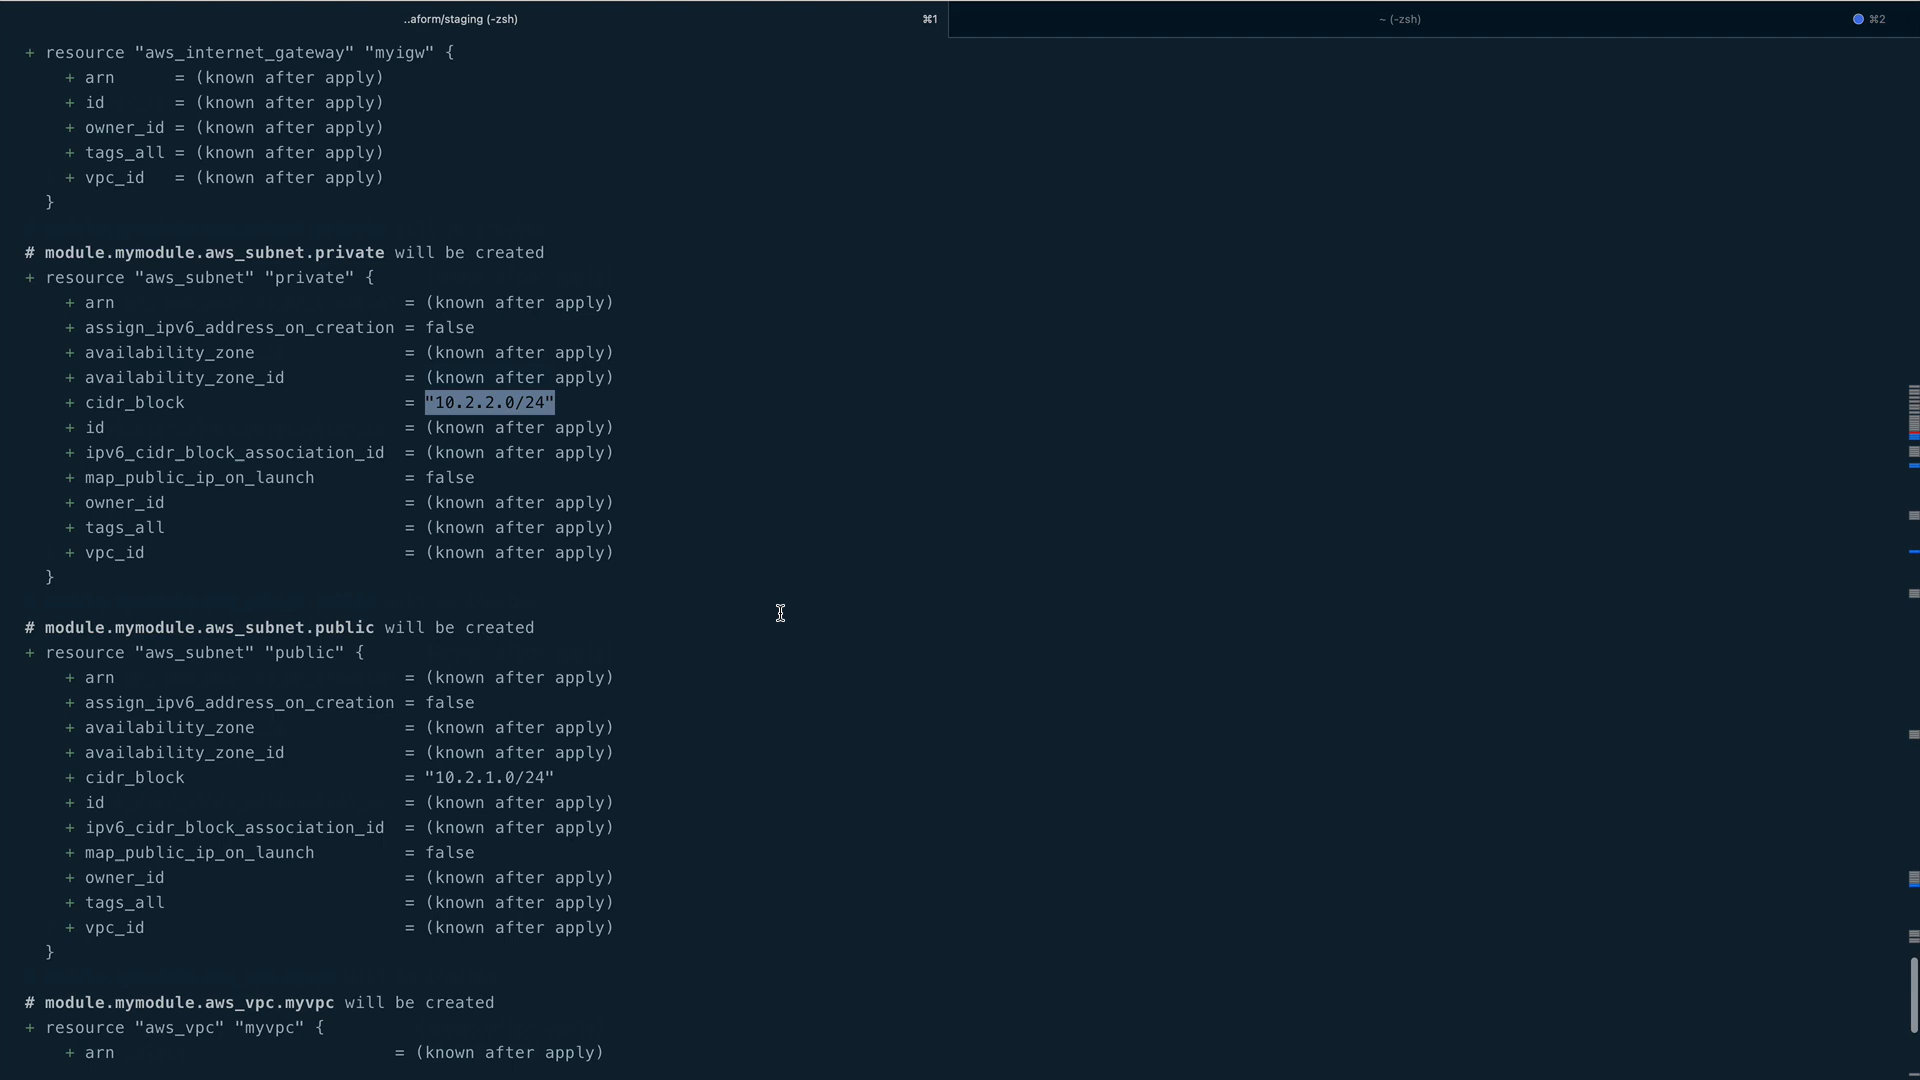 ..aform/staging (-zsh) ⌘1 ~ (-zsh) ⌘2
+ resource "aws_internet_gateway" "myigw" {
+ arn = (known after apply)
+ id = (known after apply)
+ owner_id = (known after apply)
+ tags_all = (known after apply)
+ vpc_id = (known after apply)
}
# module.mymodule.aws_subnet.private will be created
+ resource "aws_subnet" "private" {
+ arn = (known after apply)
+ assign_ipv6_address_on_creation = false
+ availability_zone = (known after apply)
+ availability_zone_id = (known after apply)
+ cidr_block = "10.2.2.0/24"
+ id = (known after apply)
+ ipv6_cidr_block_association_id = (known after apply)
+ map_public_ip_on_launch = false
+ owner_id = (known after apply)
+ tags_all = (known after apply)
+ vpc_id = (known after apply)
}
# module.mymodule.aws_subnet.public will be created
+ resource "aws_subnet" "public" {
+ arn = (known after apply)
+ assign_ipv6_address_on_creation = false
+ availability_zone = (known after apply)
+ availability_zone_id = (known after apply)
+ cidr_block = "10.2.1.0/24"
+ id = (known after apply)
+ ipv6_cidr_block_association_id = (known after apply)
+ map_public_ip_on_launch = false
+ owner_id = (known after apply)
+ tags_all = (known after apply)
+ vpc_id = (known after apply)
}
# module.mymodule.aws_vpc.myvpc will be created
+ resource "aws_vpc" "myvpc" {
+ arn = (known after apply)